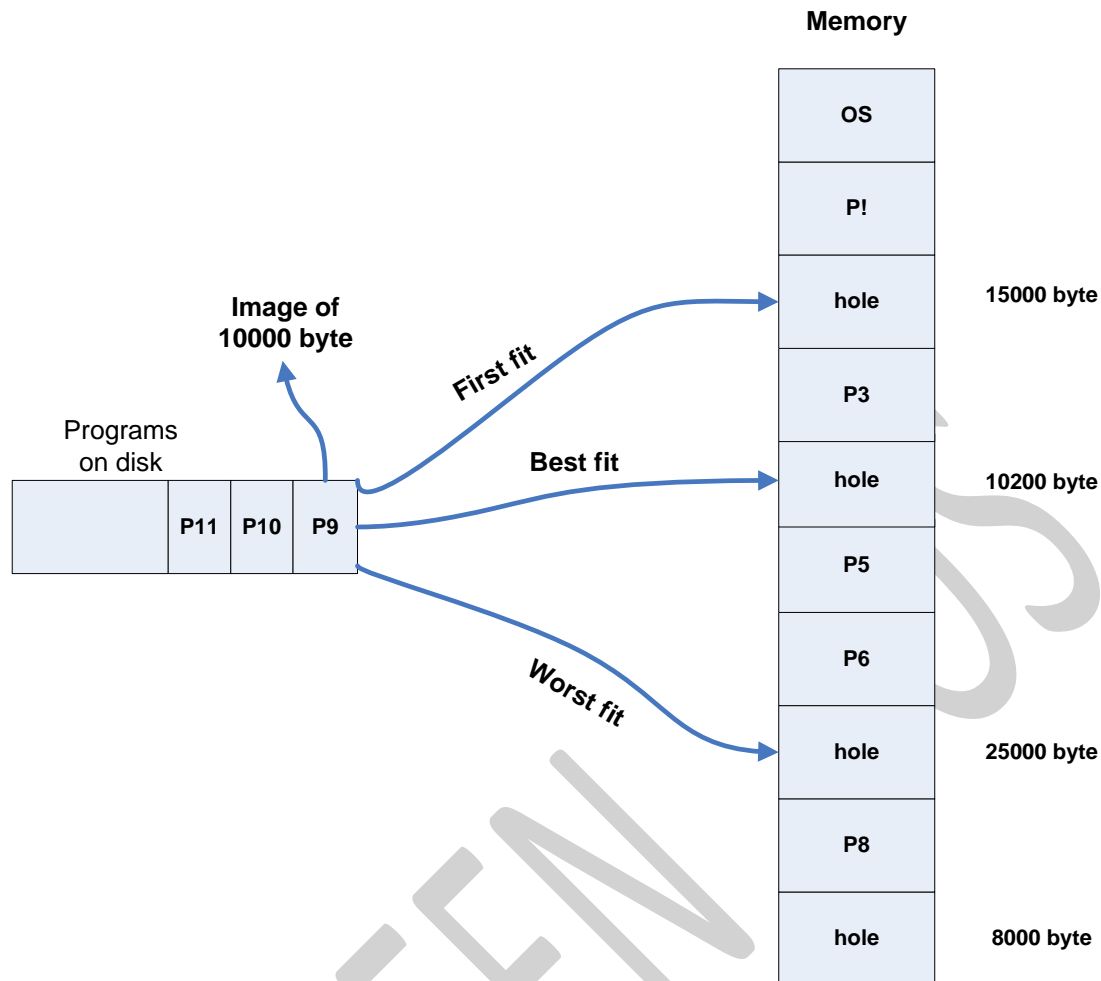 Memory
OS
P!
hole
15000 byte
Image of
10000 byte
First fit
P3
Programs
on disk
Best fit
hole
10200 byte
P11
P10
P9
P5
P6
Worst fit
hole
25000 byte
P8
hole
8000 byte